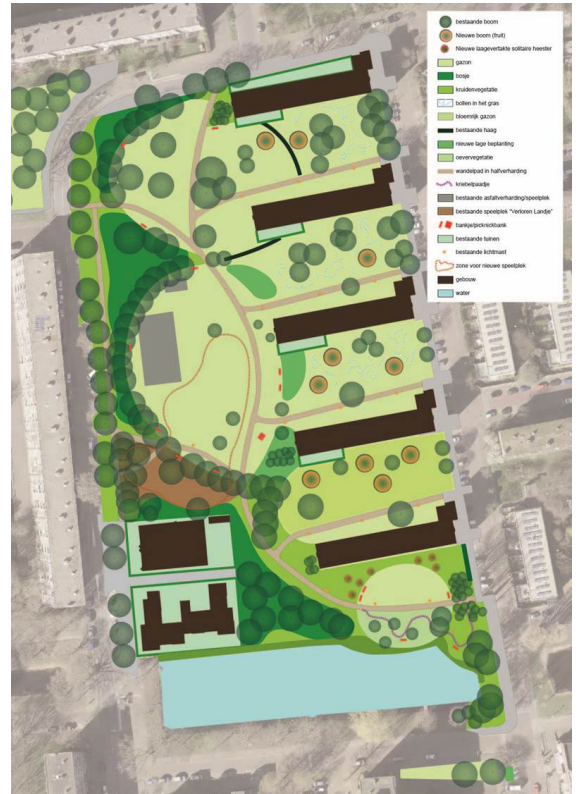 bestaande boom
Nieuwe boom (fruit)
Nieuwe laagevertakte solitaire heester
gazon
bosje
kruidenvegetatie
bollen in het gras
bloemrijk gazon
bestaande haag
nieuwe lage beplanting
oevervegetatie
wandelpad in halfverharding
kriebelpaadje
bestaande asfaltverharding/speelplek
bestaande speelplek "Verloren Landje"
bankje/picknickbank
bestaande tuinen
bestaande lichtmast
zone voor nieuwe speelplek
gebouw
water